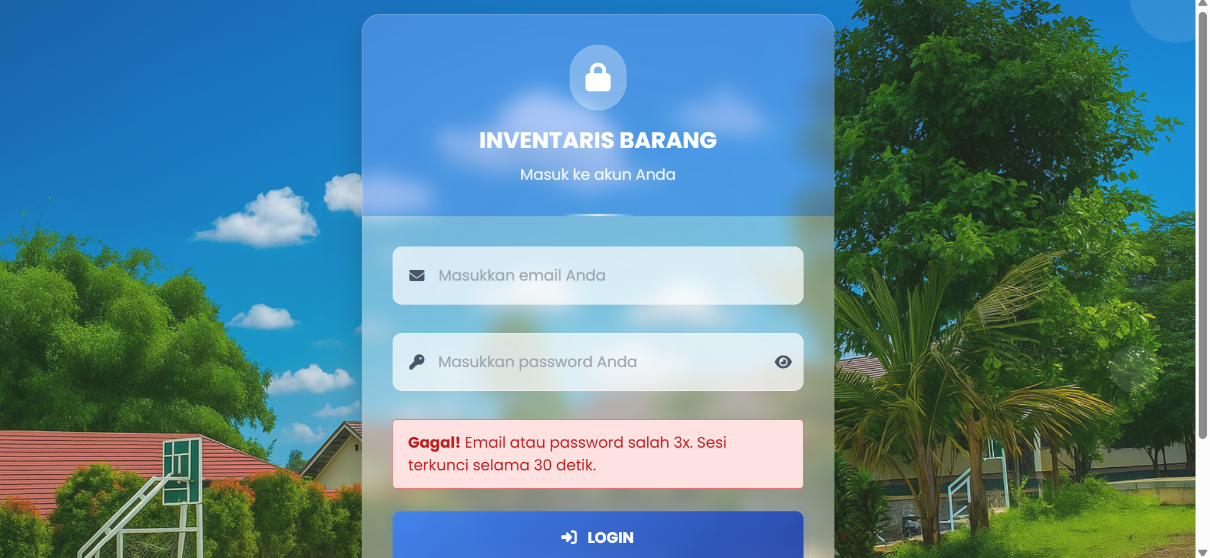 INVENTARIS BARANG
Masuk ke akun Anda
Masukkan email Anda
Masukkan password Anda
Gagal! Email atau password salah 3x. Sesi
terkunci selama 30 detik.
LOGIN